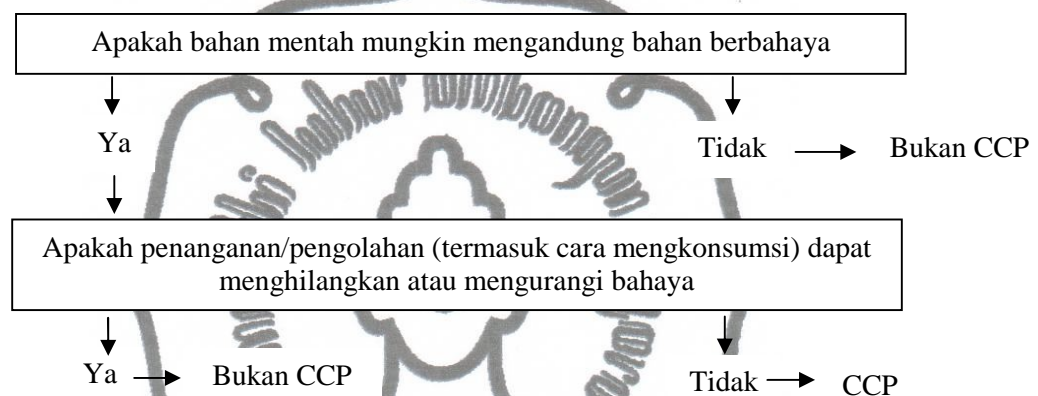 Apakah bahan mentah mungkin mengandung bahan berbahaya
Ya
Tidak
Bukan CCP
Apakah penanganan/pengolahan (termasuk cara mengkonsumsi) dapat
menghilangkan atau mengurangi bahaya
Ya
Bukan CCP
Tidak
CCP